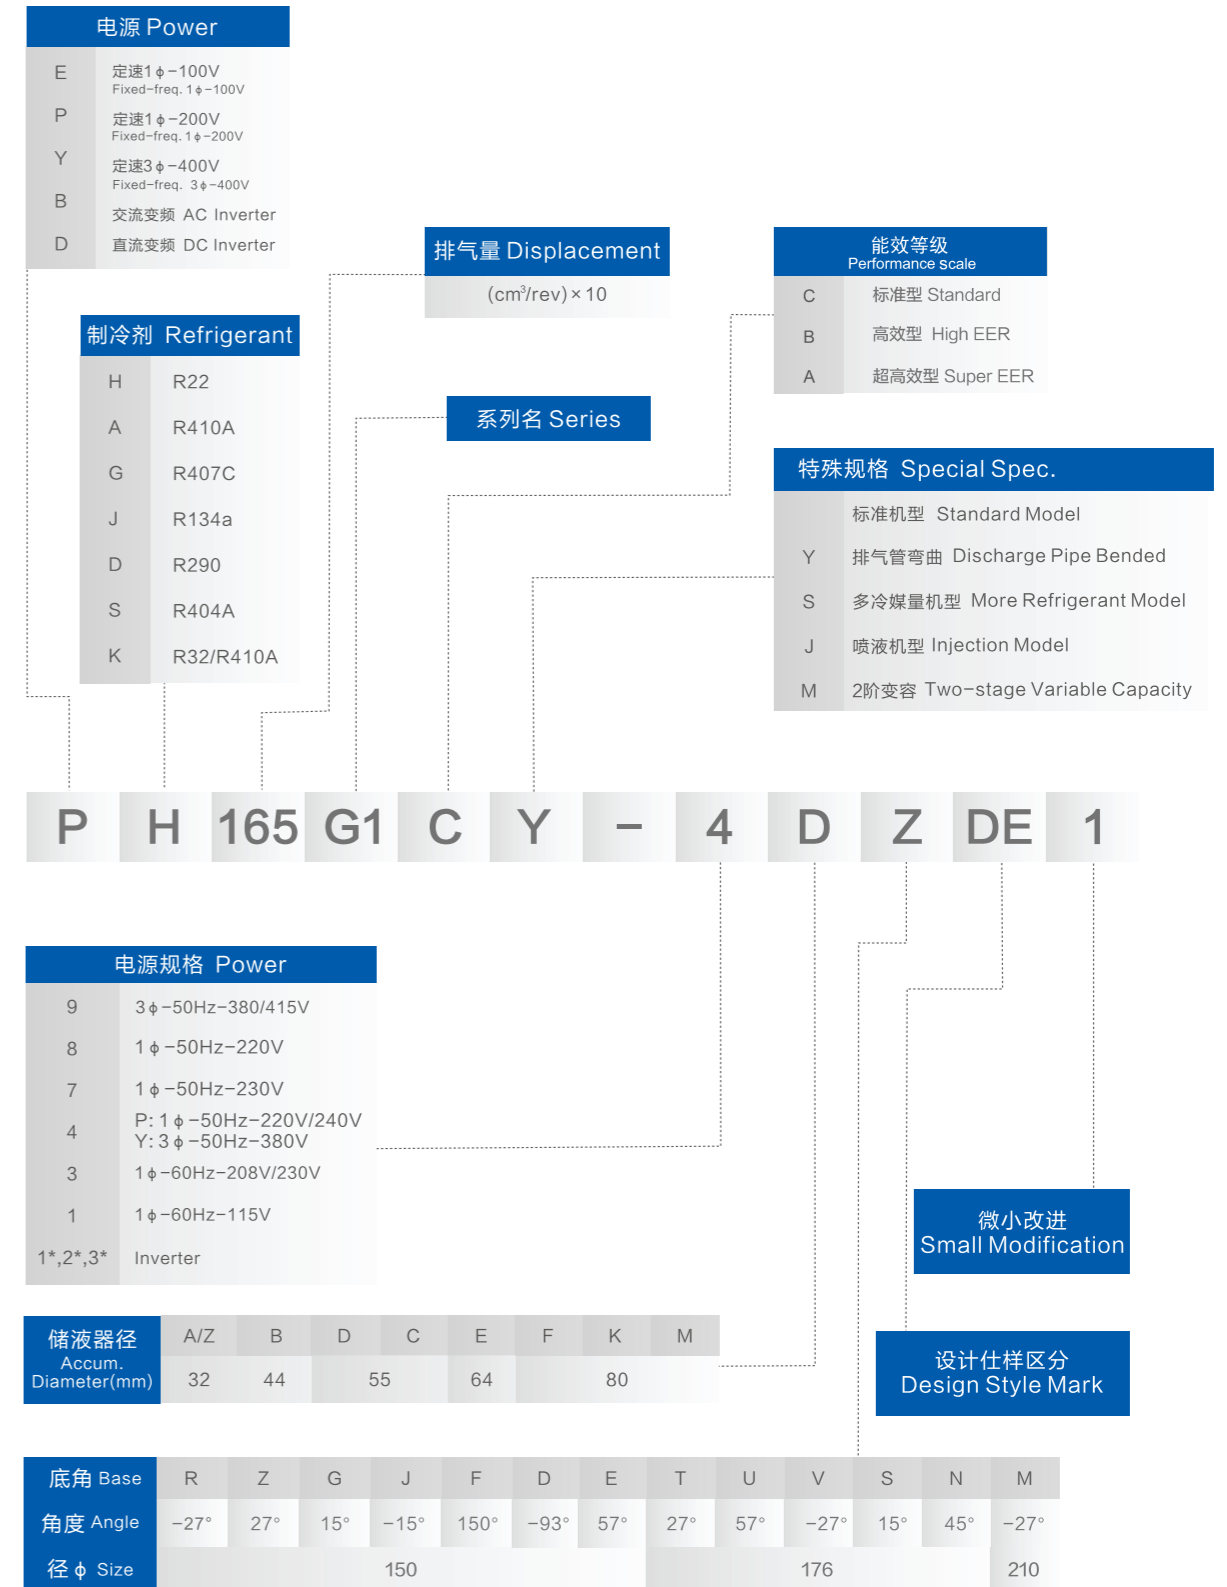 电源 Power
E 定速1ϕ-100V
Fixed-freq. 1ϕ-100V
P 定速1ϕ-200V
Fixed-freq. 1ϕ-200V
Y 定速3ϕ-400V
Fixed-freq. 3ϕ-400V
B 交流变频 AC Inverter
D 直流变频 DC Inverter
排气量 Displacement
(cm³/rev)×10
能效等级
Performance scale
C 标准型 Standard
B 高效型 High EER
A 超高效型 Super EER
制冷剂 Refrigerant
H R22
A R410A
G R407C
J R134a
D R290
S R404A
K R32/R410A
系列名 Series
特殊规格 Special Spec.
标准机型 Standard Model
Y 排气管弯曲 Discharge Pipe Bended
S 多冷媒量机型 More Refrigerant Model
J 喷液机型 Injection Model
M 2阶变容 Two-stage Variable Capacity
P H 165 G1 C Y - 4 D Z DE 1
电源规格 Power
9 3ϕ-50Hz-380/415V
8 1ϕ-50Hz-220V
7 1ϕ-50Hz-230V
4 P: 1ϕ-50Hz-220V/240V
Y: 3ϕ-50Hz-380V
3 1ϕ-60Hz-208V/230V
1 1ϕ-60Hz-115V
1*,2*,3* Inverter
微小改进
Small Modification
设计仕样区分
Design Style Mark
储液器径
Accum.
Diameter(mm)
A/Z B D C E F K M
32 44 55 64 80
底角 Base R Z G J F D E T U V S N M
角度 Angle -27° 27° 15° -15° 150° -93° 57° 27° 57° -27° 15° 45° -27°
径ϕ Size 150 176 210